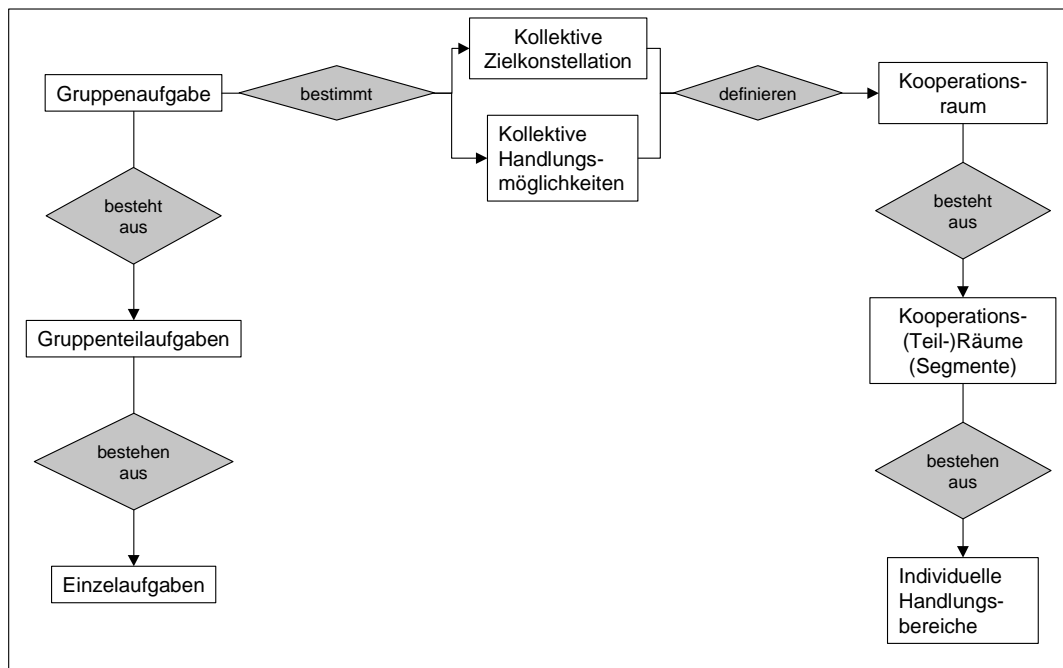 Gruppenaufgabe
bestimmt
Kollektive
Zielkonstellation
Kollektive
Handlungs-
möglichkeiten
definieren
Kooperations-
raum
besteht
aus
besteht
aus
Gruppenteilaufgaben
Kooperations-
(Teil-)Räume
(Segmente)
bestehen
aus
bestehen
aus
Einzelaufgaben
Individuelle
Handlungs-
bereiche